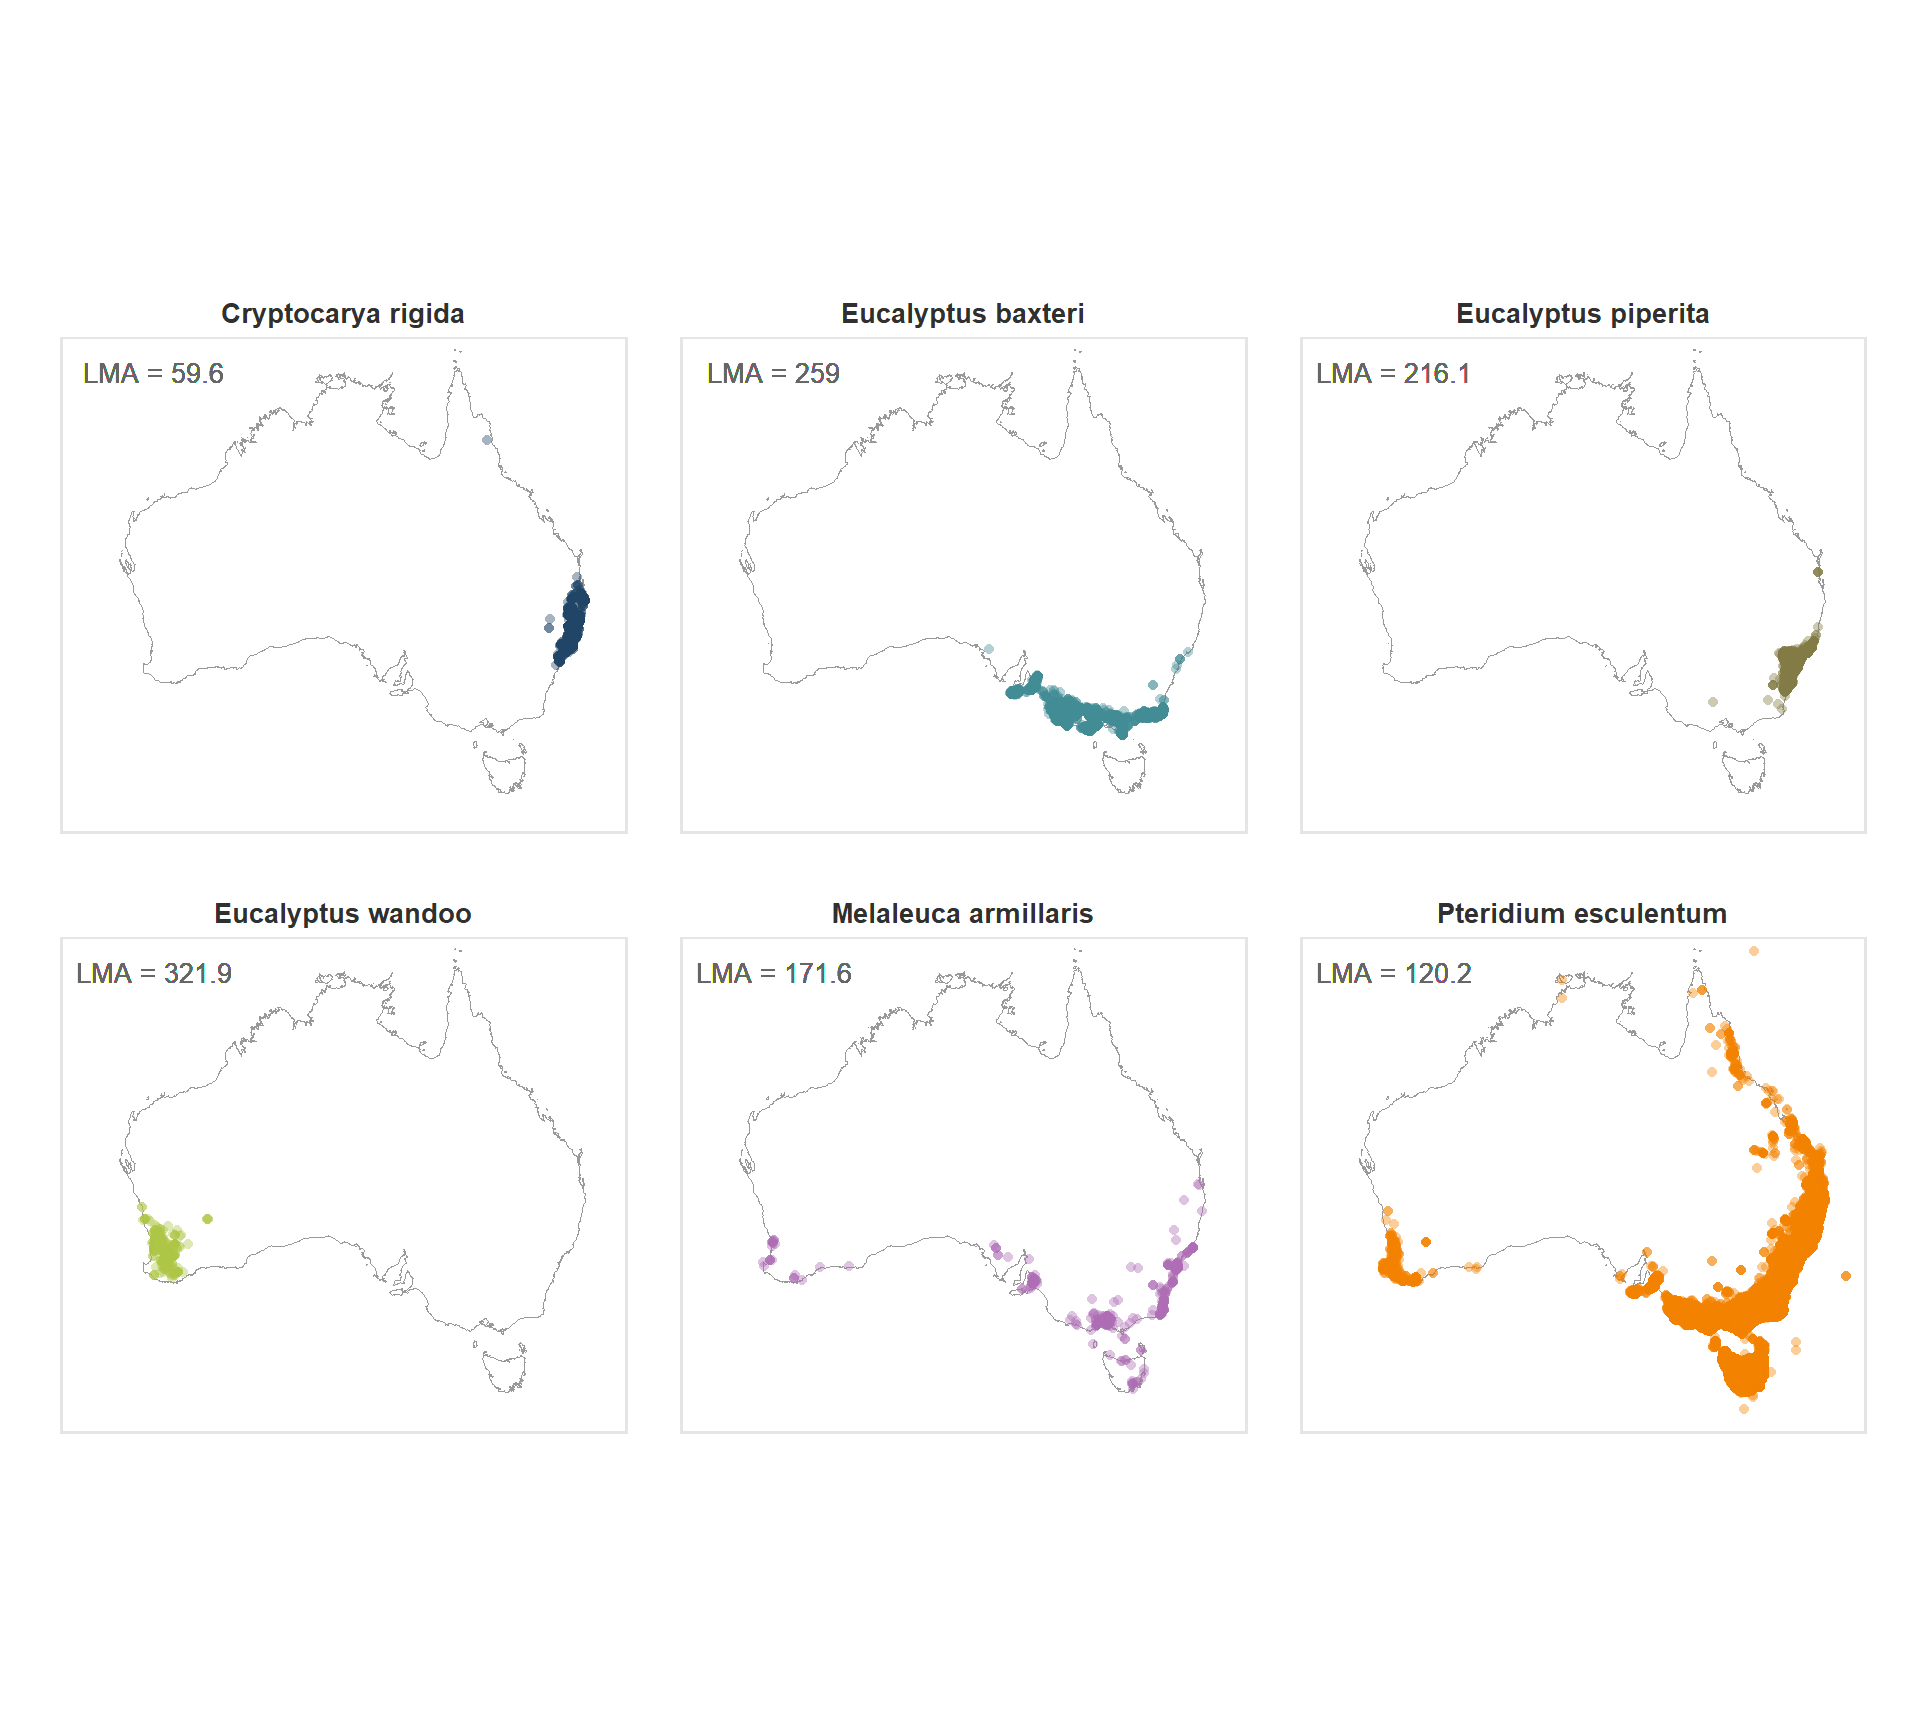 Cryptocarya rigida
Eucalyptus baxteri
Eucalyptus piperita
LMA = 59.6
LMA = 259
LMA = 216.1
Eucalyptus wandoo
Melaleuca armillaris
Pteridium esculentum
LMA = 321.9
LMA = 171.6
LMA = 120.2